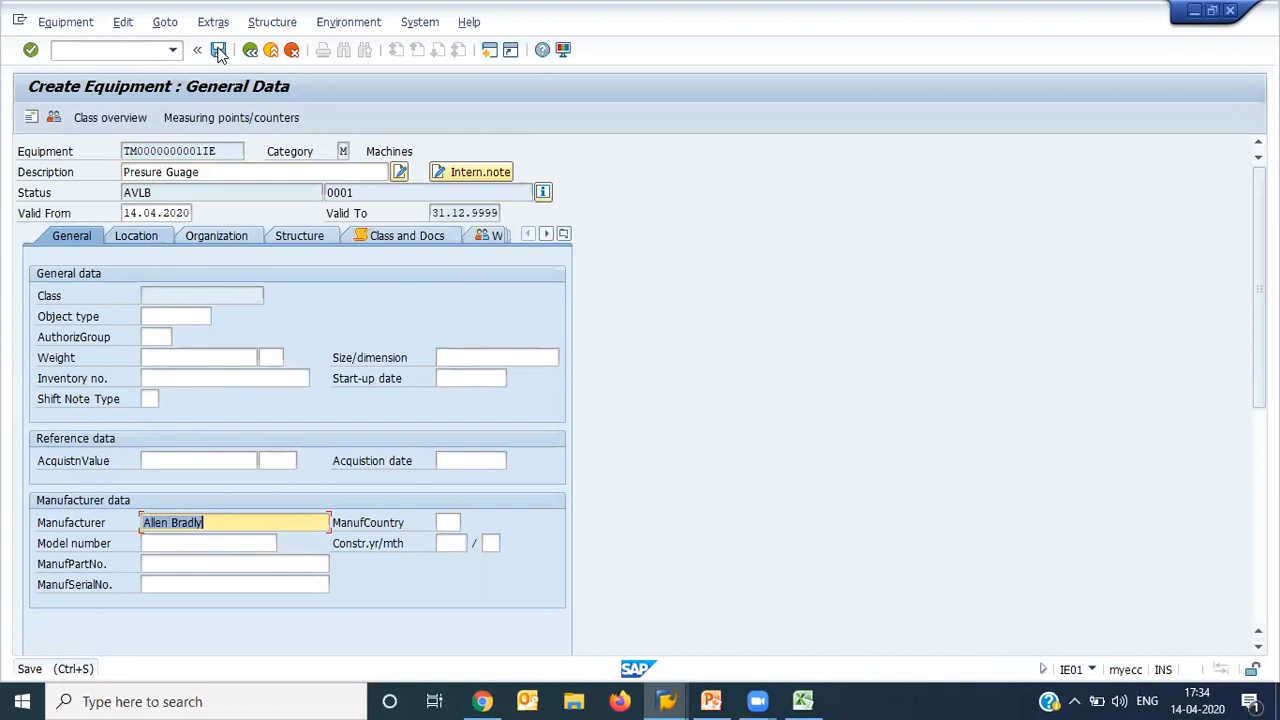 Equipment Edit Goto Extras Structure Environment System Help
Create Equipment : General Data
Class overview Measuring points/counters
Equipment TM0000000001IE Category M Machines
Description Presure Guage Intern.note
Status AVLB 0001
Valid From 14.04.2020 Valid To 31.12.9999
General Location Organization Structure Class and Docs W
General data
Class
Object type
AuthorizGroup
Weight Size/dimension
Inventory no. Start-up date
Shift Note Type
Reference data
AcquistnValue Acquistion date
Manufacturer data
Manufacturer Allen Bradly ManufCountry
Model number Constr.yr/mth /
ManufPartNo.
ManufSerialNo.
Save (Ctrl+S) SAP IE01 myecc INS
Type here to search ENG 17:34
14-04-2020